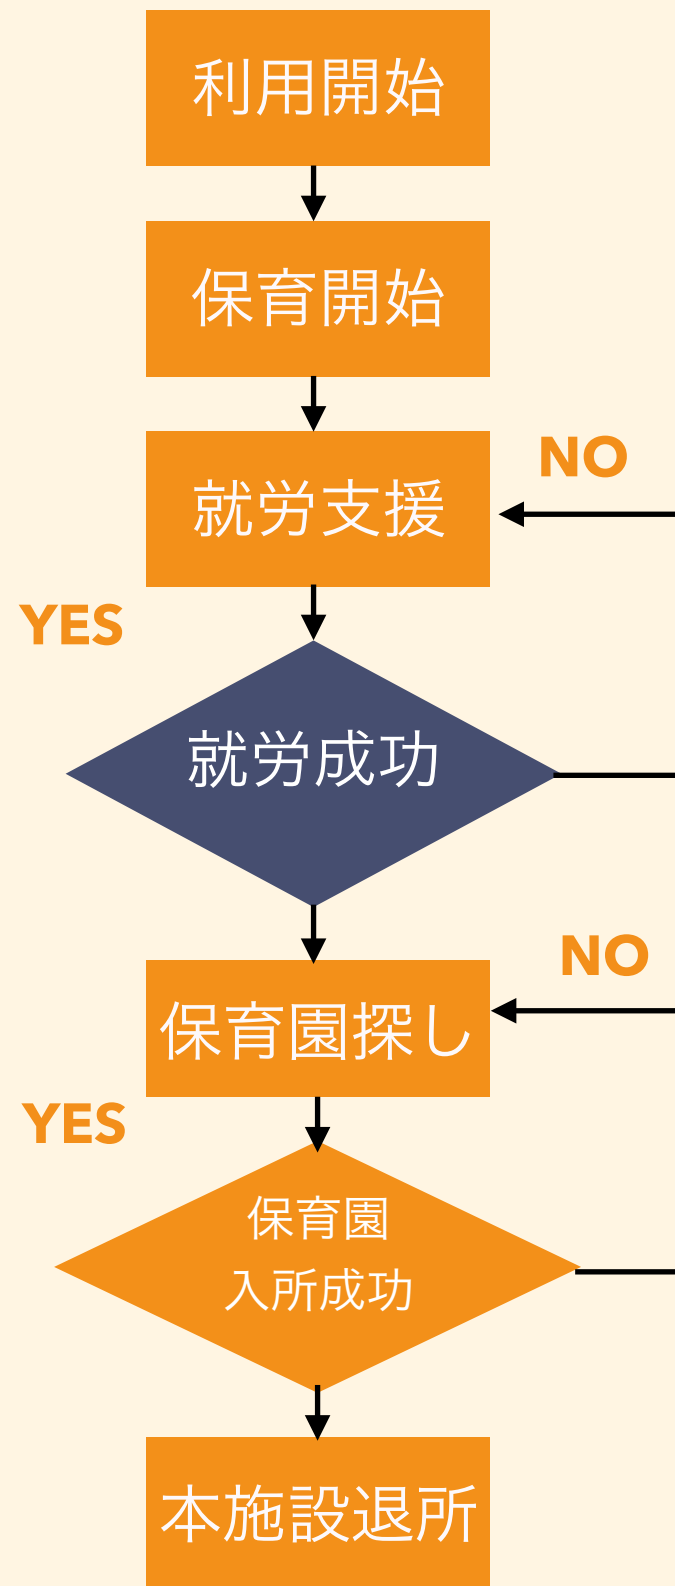 利用開始
保育開始
NO
就労支援
YES
就労成功
NO
保育園探し
YES
保育園
入所成功
本施設退所